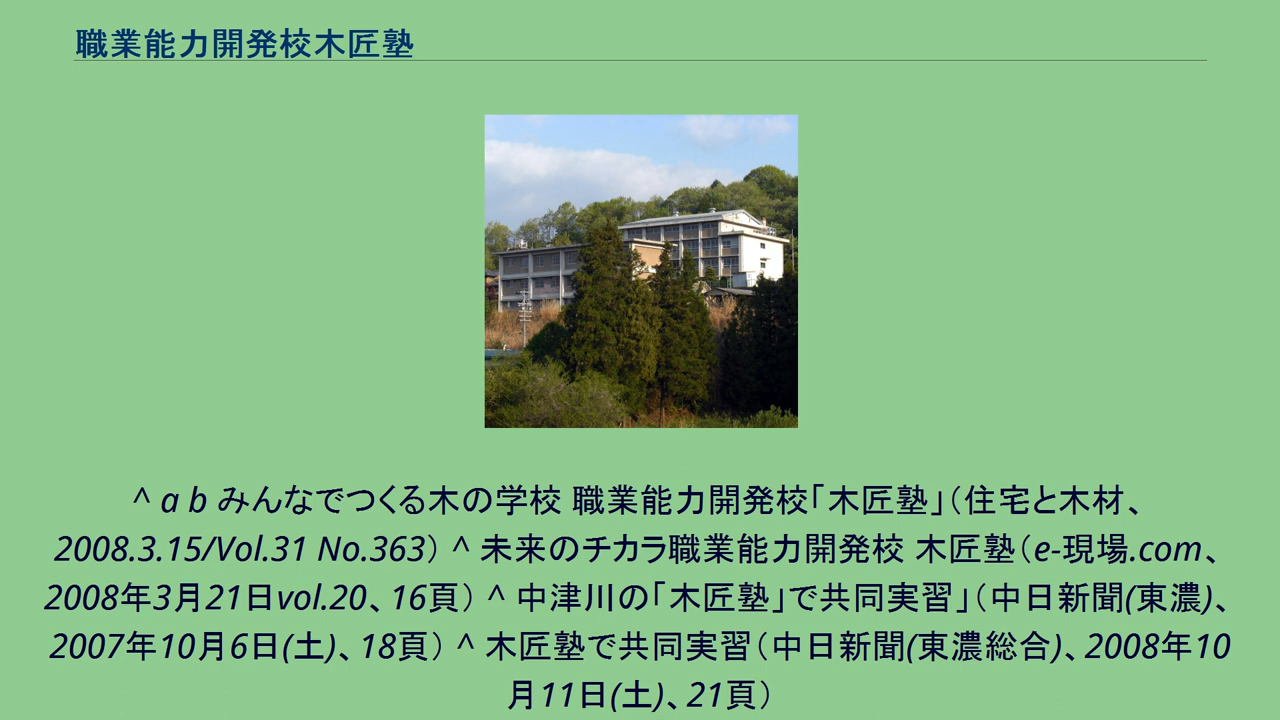 職業能力開発校木匠塾
^ a b みんなでつくる木の学校 職業能力開発校「木匠塾」（住宅と木材、
2008.3.15/Vol.31 No.363） ^ 未来のチカラ職業能力開発校 木匠塾（e-現場.com、
2008年3月21日vol.20、16頁） ^ 中津川の「木匠塾」で共同実習」（中日新聞(東濃)、
2007年10月6日(土)、18頁） ^ 木匠塾で共同実習（中日新聞(東濃総合)、2008年10
月11日(土)、21頁）